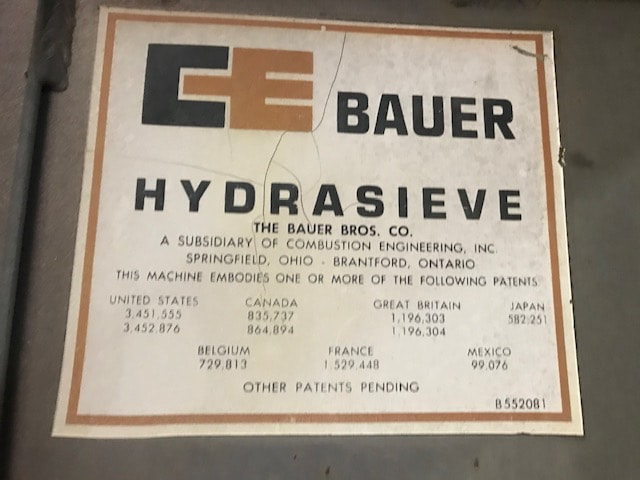 CE BAUER
HYDRASIEVE
THE BAUER BROS. CO.
A SUBSIDIARY OF COMBUSTION ENGINEERING, INC.
SPRINGFIELD, OHIO - BRANTFORD, ONTARIO
THIS MACHINE EMBODIES ONE OR MORE OF THE FOLLOWING PATENTS
UNITED STATES CANADA GREAT BRITAIN JAPAN
3,451,555 835,737 1,196,303 582,251
3,452,876 864,894 1,196,304
BELGIUM FRANCE MEXICO
729,813 1,529,448 99,076
OTHER PATENTS PENDING
B552081